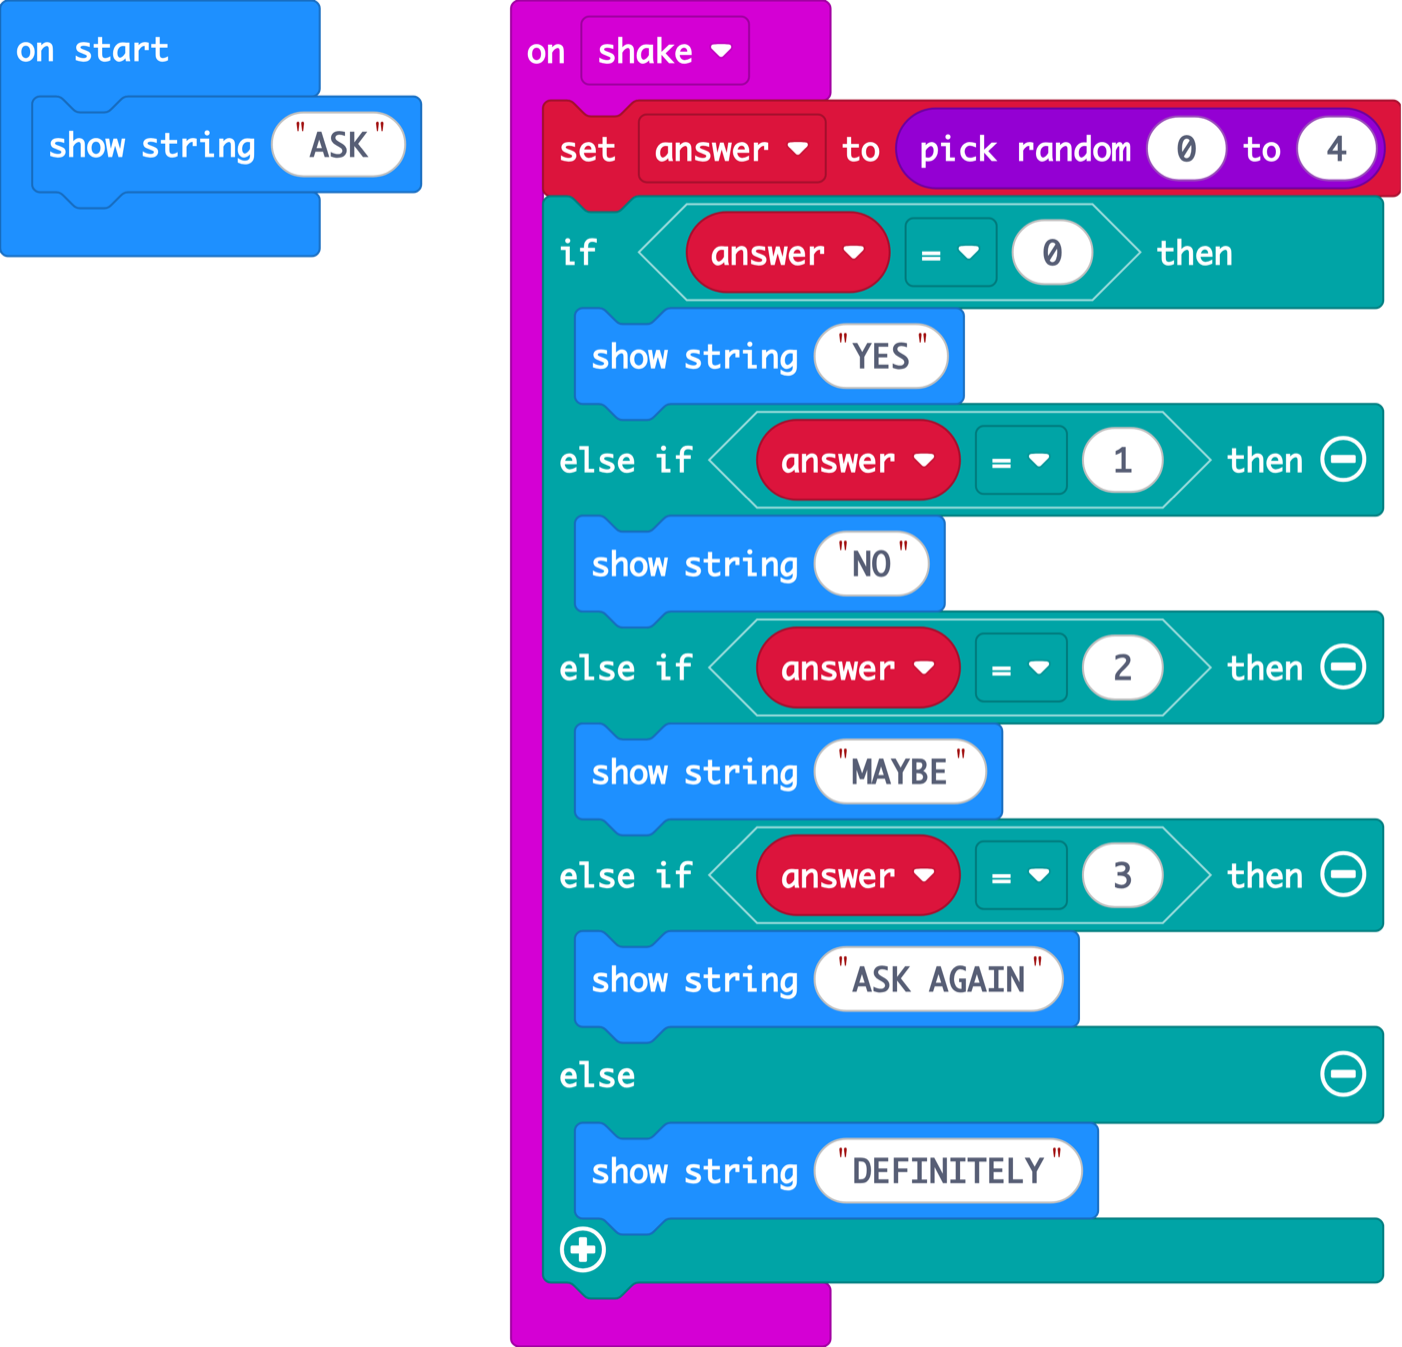 on start
show string "ASK"
on shake
set answer to pick random 0 to 4
if answer = 0 then
show string "YES"
else if answer = 1 then
show string "NO"
else if answer = 2 then
show string "MAYBE"
else if answer = 3 then
show string "ASK AGAIN"
else
show string "DEFINITELY"